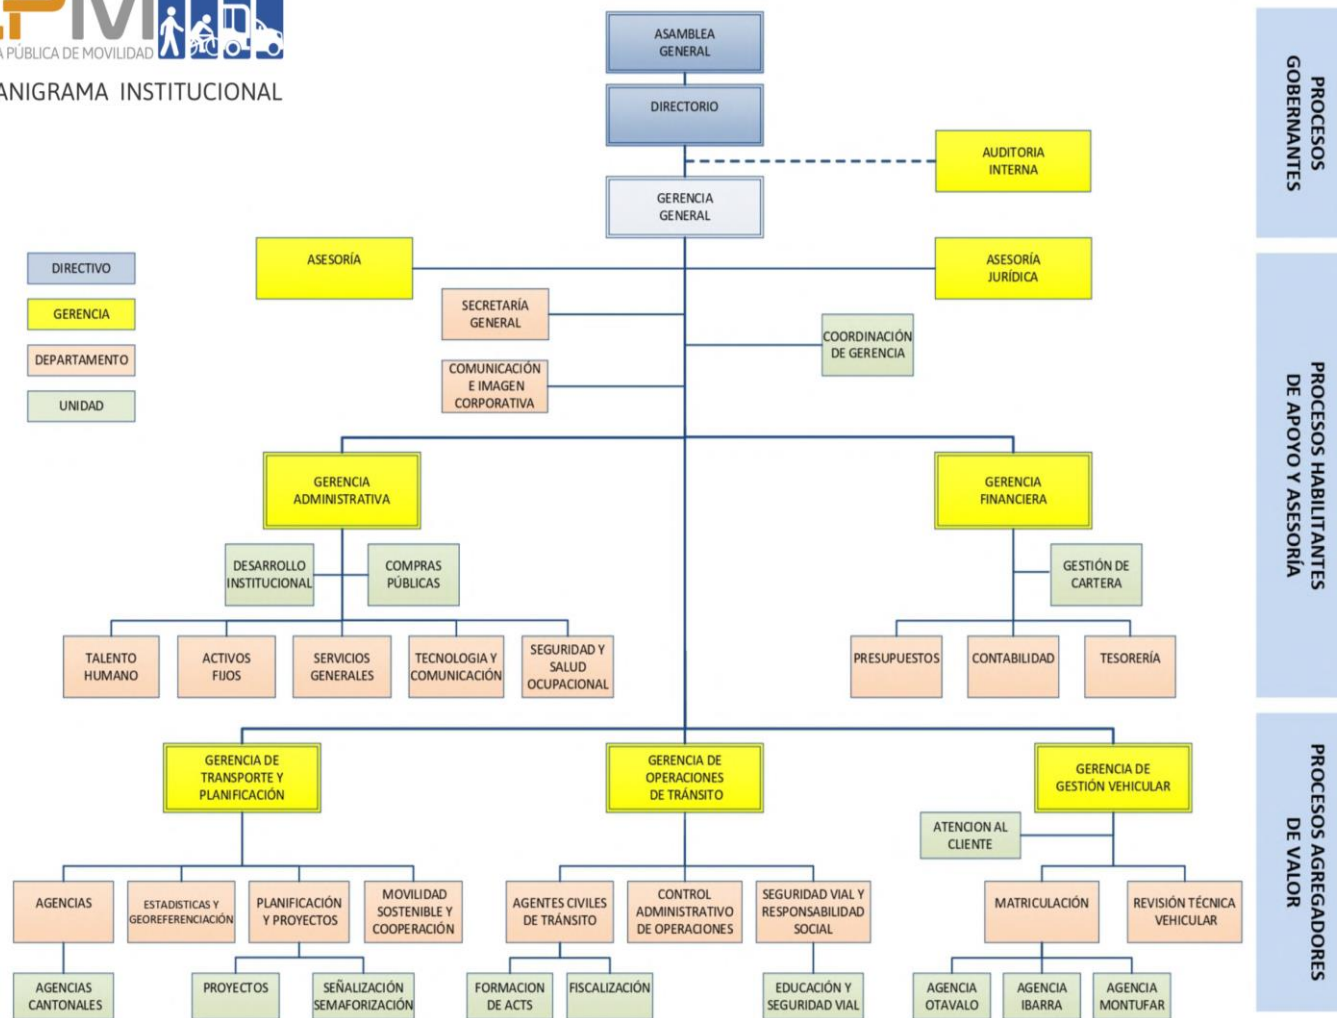 EPM
A PÚBLICA DE MOVILIDAD
ANIGRAMA INSTITUCIONAL
ASAMBLEA
GENERAL
DIRECTORIO
AUDITORIA
INTERNA
GERENCIA
GENERAL
PROCESOS
GOBERNANTES
DIRECTIVO
GERENCIA
DEPARTAMENTO
UNIDAD
ASESORÍA
ASESORÍA
JURÍDICA
SECRETARÍA
GENERAL
COORDINACIÓN
DE GERENCIA
COMUNICACIÓN
E IMAGEN
CORPORATIVA
GERENCIA
ADMINISTRATIVA
GERENCIA
FINANCIERA
DESARROLLO
INSTITUCIONAL
COMPRAS
PÚBLICAS
GESTIÓN DE
CARTERA
TALENTO
HUMANO
ACTIVOS
FIJOS
SERVICIOS
GENERALES
TECNOLOGIA Y
COMUNICACIÓN
SEGURIDAD Y
SALUD
OCUPACIONAL
PRESUPUESTOS
CONTABILIDAD
TESORERÍA
PROCESOS HABILITANTES
DE APOYO Y ASESORÍA
GERENCIA DE
TRANSPORTE Y
PLANIFICACIÓN
GERENCIA DE
OPERACIONES
DE TRÁNSITO
GERENCIA DE
GESTIÓN VEHICULAR
ATENCION AL
CLIENTE
AGENCIAS
ESTADISTICAS Y
GEOREFERENCIACIÓN
PLANIFICACIÓN
Y PROYECTOS
MOVILIDAD
SOSTENIBLE Y
COOPERACIÓN
AGENTES CIVILES
DE TRÁNSITO
CONTROL
ADMINISTRATIVO
DE OPERACIONES
SEGURIDAD VIAL Y
RESPONSABILIDAD
SOCIAL
MATRICULACIÓN
REVISIÓN TÉCNICA
VEHICULAR
AGENCIAS
CANTONALES
PROYECTOS
SEÑALIZACIÓN
SEMAFORIZACIÓN
FORMACION
DE ACTS
FISCALIZACIÓN
EDUCACIÓN Y
SEGURIDAD VIAL
AGENCIA
OTAVALO
AGENCIA
IBARRA
AGENCIA
MONTUFAR
PROCESOS AGREGADORES
DE VALOR